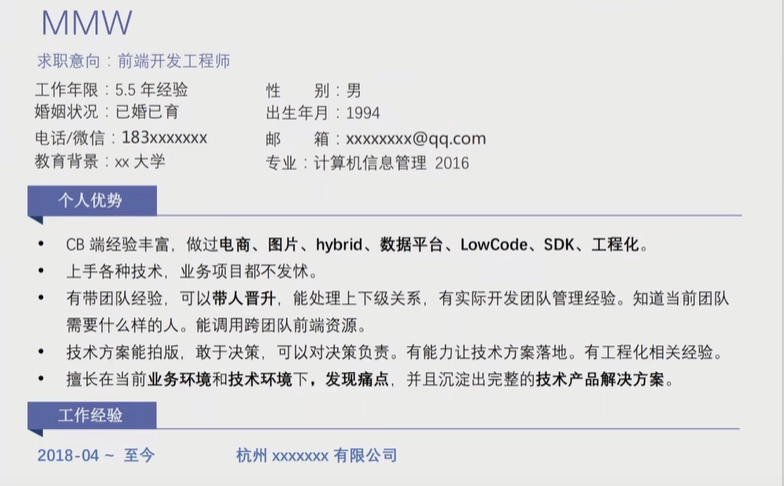 MMW
求职意向：前端开发工程师
工作年限：5.5 年经验 性 别：男
婚姻状况：已婚已育 出生年月：1994
电话/微信：183xxxxxxx 邮 箱：xxxxxxxx@qq.com
教育背景：xx 大学 专业：计算机信息管理 2016
个人优势
• CB 端经验丰富，做过电商、图片、hybrid、数据平台、LowCode、SDK、工程化。
• 上手各种技术，业务项目都不发怵。
• 有带团队经验，可以带人晋升，能处理上下级关系，有实际开发团队管理经验。知道当前团队
需要什么样的人。能调用跨团队前端资源。
• 技术方案能拍版，敢于决策，可以对决策负责。有能力让技术方案落地。有工程化相关经验。
• 擅长在当前业务环境和技术环境下，发现痛点，并且沉淀出完整的技术产品解决方案。
工作经验
2018-04 ~ 至今 杭州 xxxxxxx 有限公司